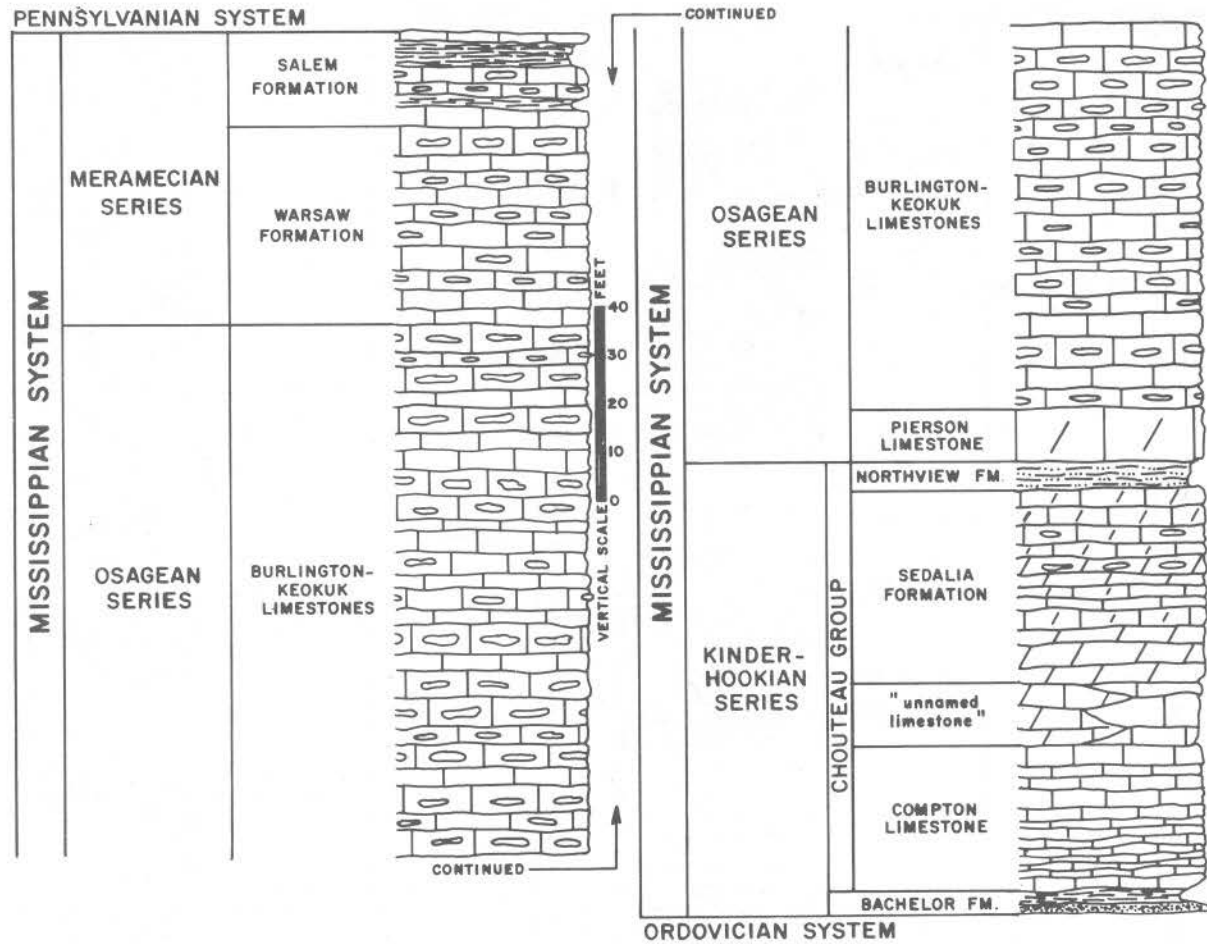 PENNSYLVANIAN SYSTEM
MISSISSIPPIAN SYSTEM
MERAMECIAN
SERIES
SALEM
FORMATION
WARSAW
FORMATION
OSAGEAN
SERIES
BURLINGTON-
KEOKUK
LIMESTONES
FEET
40
30
20
10
0
VERTICAL SCALE
CONTINUED
CONTINUED
MISSISSIPPIAN SYSTEM
OSAGEAN
SERIES
BURLINGTON-
KEOKUK
LIMESTONES
PIERSON
LIMESTONE
KINDER-
HOOKIAN
SERIES
CHOUTEAU GROUP
NORTHVIEW FM.
SEDALIA
FORMATION
"unnamed
limestone"
COMPTON
LIMESTONE
BACHELOR FM.
ORDOVICIAN SYSTEM